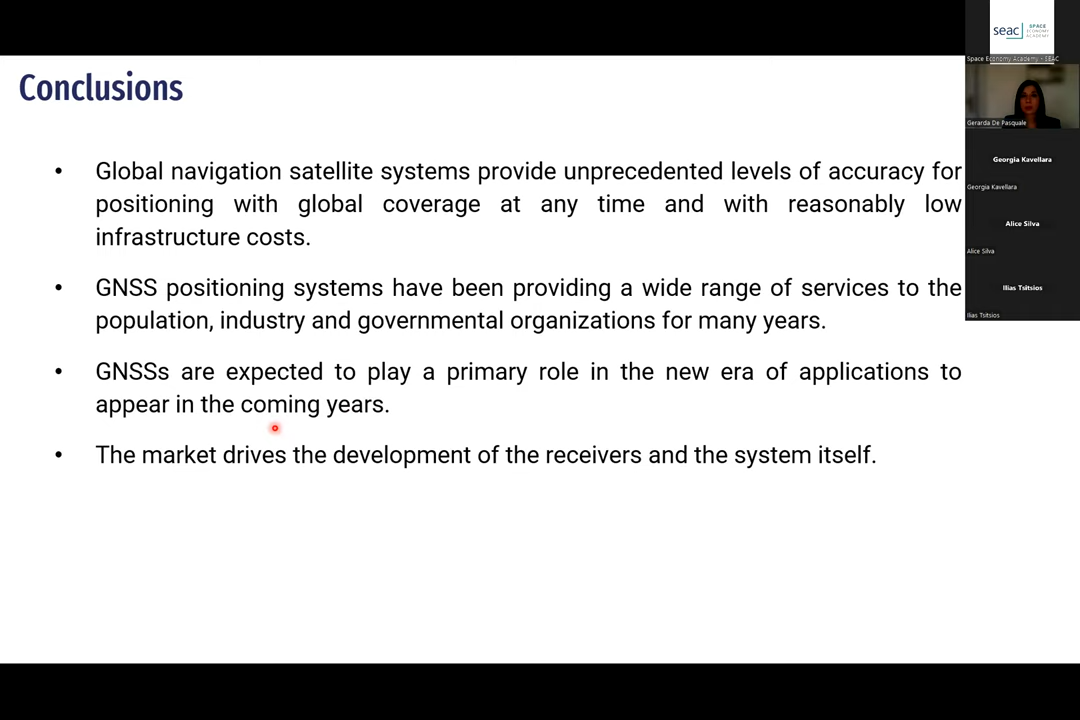 Conclusions
• Global navigation satellite systems provide unprecedented levels of accuracy for
positioning with global coverage at any time and with reasonably low
infrastructure costs.
• GNSS positioning systems have been providing a wide range of services to the
population, industry and governmental organizations for many years.
• GNSSs are expected to play a primary role in the new era of applications to
appear in the coming years.
• The market drives the development of the receivers and the system itself.
seac
SPACE
ECONOMY
ACADEMY
Space Economy Academy - SEAC
Gerarda De Pasquale
Georgia Kavellara
Georgia Kavellara
Alice Silva
Alice Silva
Ilias Tsitsios
Ilias Tsitsios